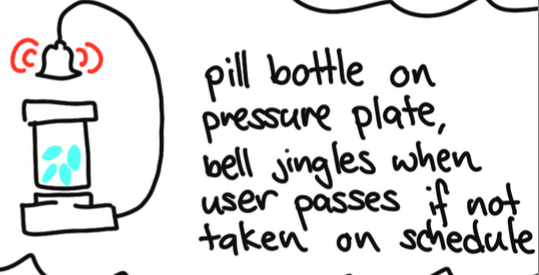 pill bottle on
pressure plate,
bell jingles when
user passes if not
taken on schedule